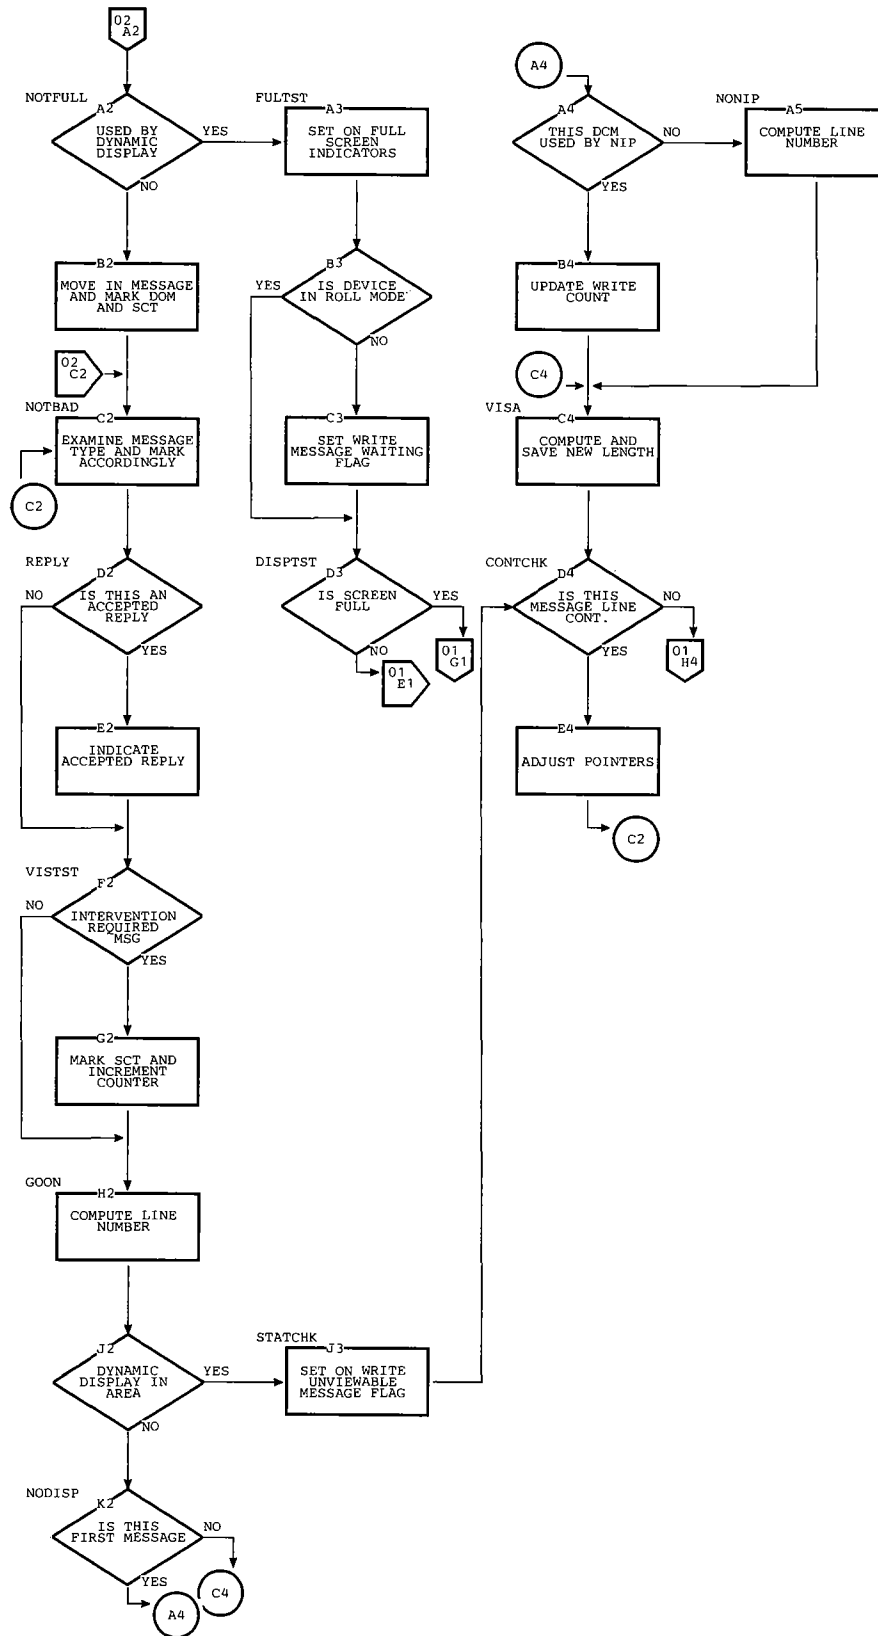 02
A2
NOTFULL
A2
USED BY
DYNAMIC
DISPLAY
YES
NO
FULTST
A3
SET ON FULL
SCREEN
INDICATORS
A4
A4
THIS DCM
USED BY NIP
NO
YES
NONIP
A5
COMPUTE LINE
NUMBER
B2
MOVE IN MESSAGE
AND MARK DOM
AND SCT
B3
IS DEVICE
IN ROLL MODE
YES
NO
B4
UPDATE WRITE
COUNT
02
C2
C4
NOTBAD
C2
EXAMINE MESSAGE
TYPE AND MARK
ACCORDINGLY
C2
C3
SET WRITE
MESSAGE WAITING
FLAG
VISA
C4
COMPUTE AND
SAVE NEW LENGTH
REPLY
D2
IS THIS AN
ACCEPTED
REPLY
NO
YES
DISPTST
D3
IS SCREEN
FULL
YES
NO
01
G1
01
E1
CONTCHK
D4
IS THIS
MESSAGE LINE
CONT.
NO
YES
01
H4
E2
INDICATE
ACCEPTED REPLY
E4
ADJUST POINTERS
C2
VISTST
F2
INTERVENTION
REQUIRED
MSG
NO
YES
G2
MARK SCT AND
INCREMENT
COUNTER
GOON
H2
COMPUTE LINE
NUMBER
J2
DYNAMIC
DISPLAY IN
AREA
YES
NO
STATCHK
J3
SET ON WRITE
UNVIEWABLE
MESSAGE FLAG
NODISP
K2
IS THIS
FIRST MESSAGE
NO
YES
C4
A4